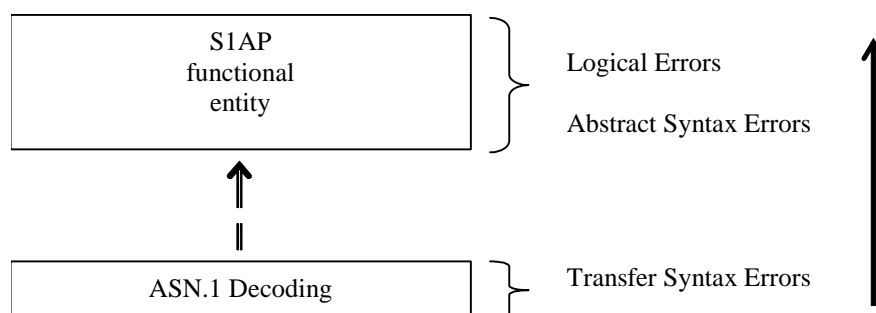 S1AP
functional
entity
Logical Errors
Abstract Syntax Errors
ASN.1 Decoding
Transfer Syntax Errors